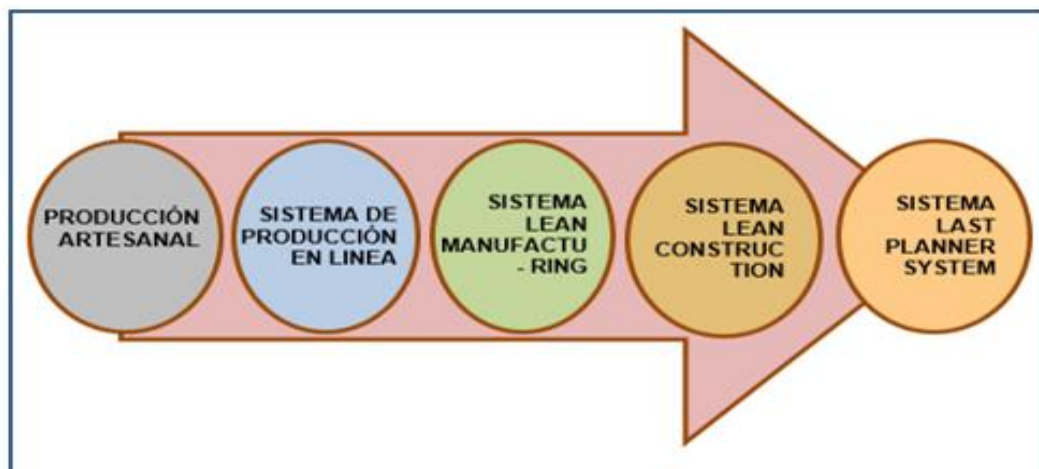 PRODUCCIÓN
ARTESANAL
SISTEMA DE
PRODUCCIÓN
EN LINEA
SISTEMA
LEAN
MANUFACTU
- RING
SISTEMA
LEAN
CONSTRUC
TION
SISTEMA
LAST
PLANNER
SYSTEM